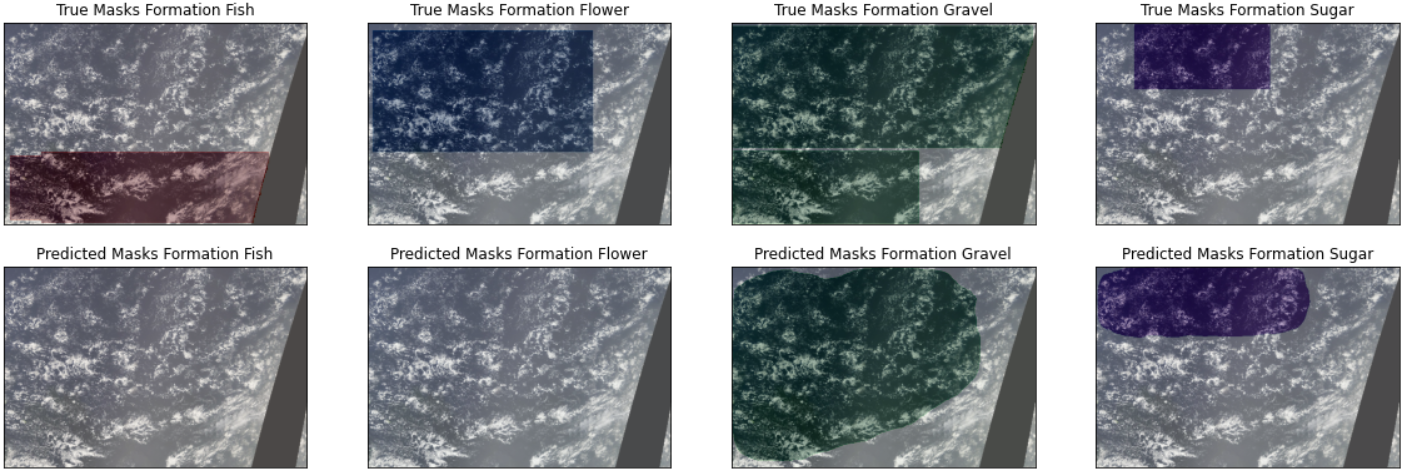 True Masks Formation Fish
True Masks Formation Flower
True Masks Formation Gravel
True Masks Formation Sugar
Predicted Masks Formation Fish
Predicted Masks Formation Flower
Predicted Masks Formation Gravel
Predicted Masks Formation Sugar